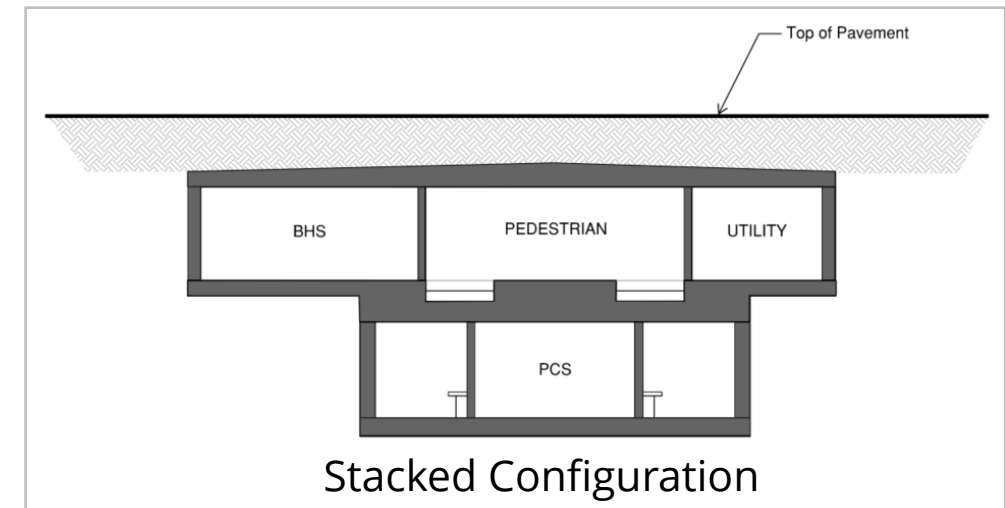 Top of Pavement
BHS
PEDESTRIAN
UTILITY
PCS
Stacked Configuration